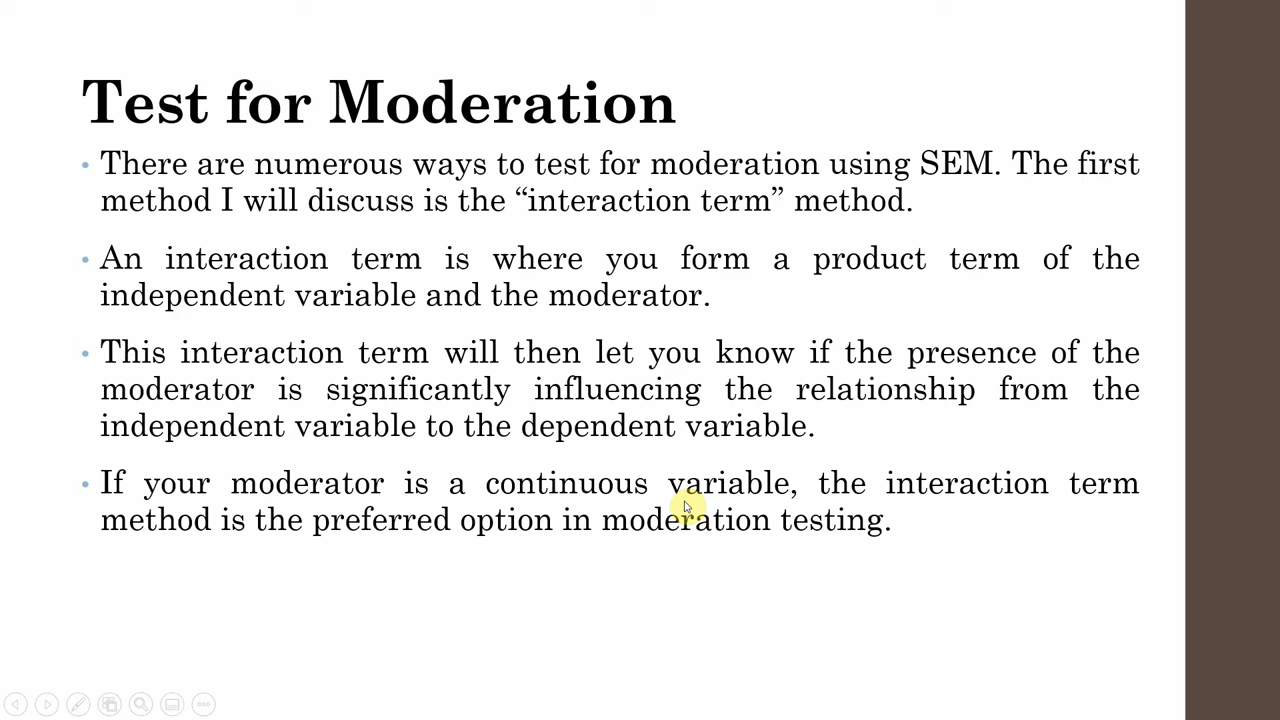 Test for Moderation
• There are numerous ways to test for moderation using SEM. The first
method I will discuss is the “interaction term” method.
• An interaction term is where you form a product term of the
independent variable and the moderator.
• This interaction term will then let you know if the presence of the
moderator is significantly influencing the relationship from the
independent variable to the dependent variable.
• If your moderator is a continuous variable, the interaction term
method is the preferred option in moderation testing.